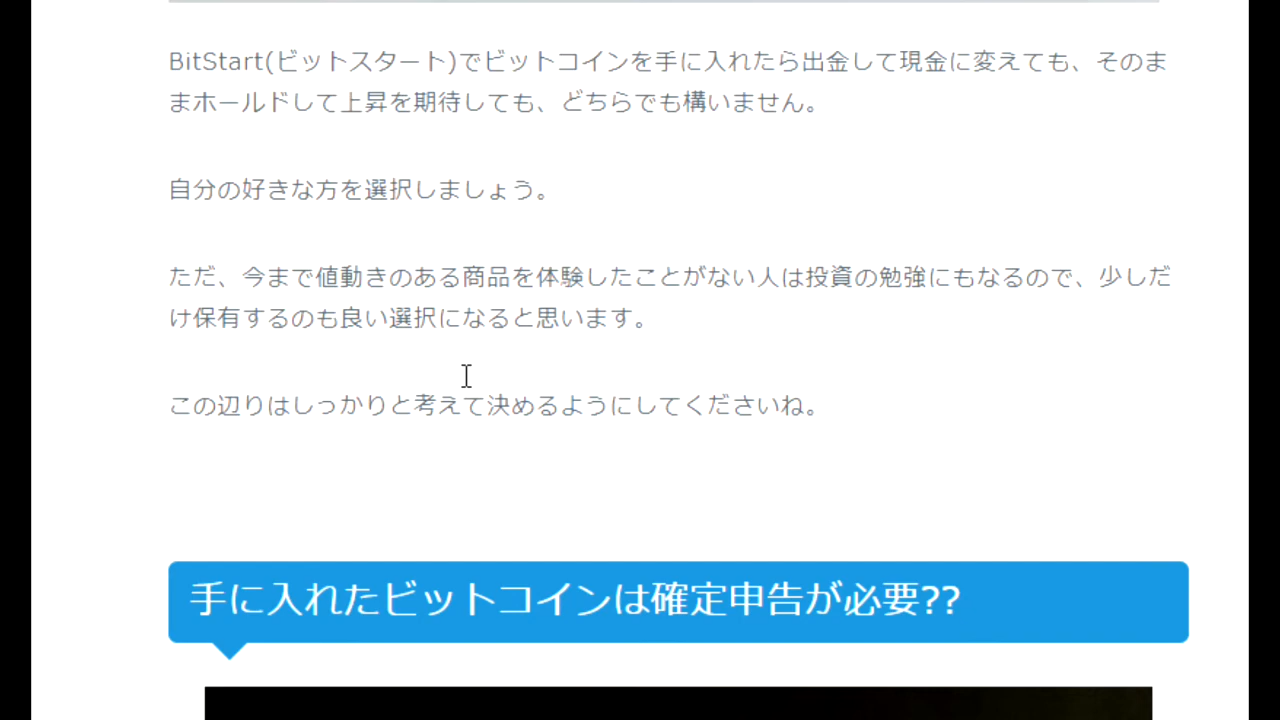 BitStart(ビットスタート)でビットコインを手に入れたら出金して現金に変えても、そのま
まホールドして上昇を期待しても、どちらでも構いません。
自分の好きな方を選択しましょう。
ただ、今まで値動きのある商品を体験したことがない人は投資の勉強にもなるので、少しだ
け保有するのも良い選択になると思います。
この辺りはしっかりと考えて決めるようにしてくださいね。
手に入れたビットコインは確定申告が必要??